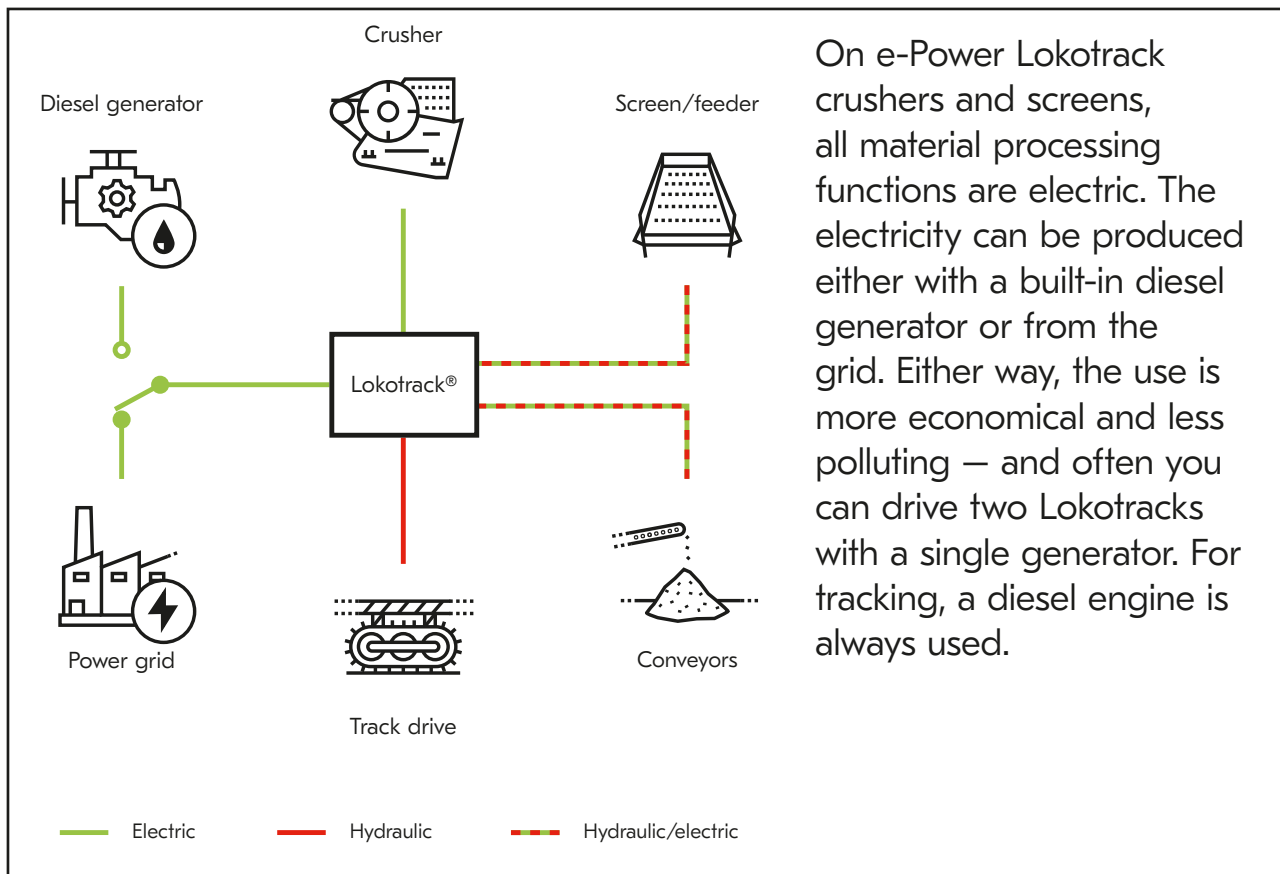 Crusher
Diesel generator
Screen/feeder
Lokotrack®
Power grid
Conveyors
Track drive
Electric
Hydraulic
Hydraulic/electric
On e-Power Lokotrack
crushers and screens,
all material processing
functions are electric. The
electricity can be produced
either with a built-in diesel
generator or from the
grid. Either way, the use is
more economical and less
polluting – and often you
can drive two Lokotracks
with a single generator. For
tracking, a diesel engine is
always used.